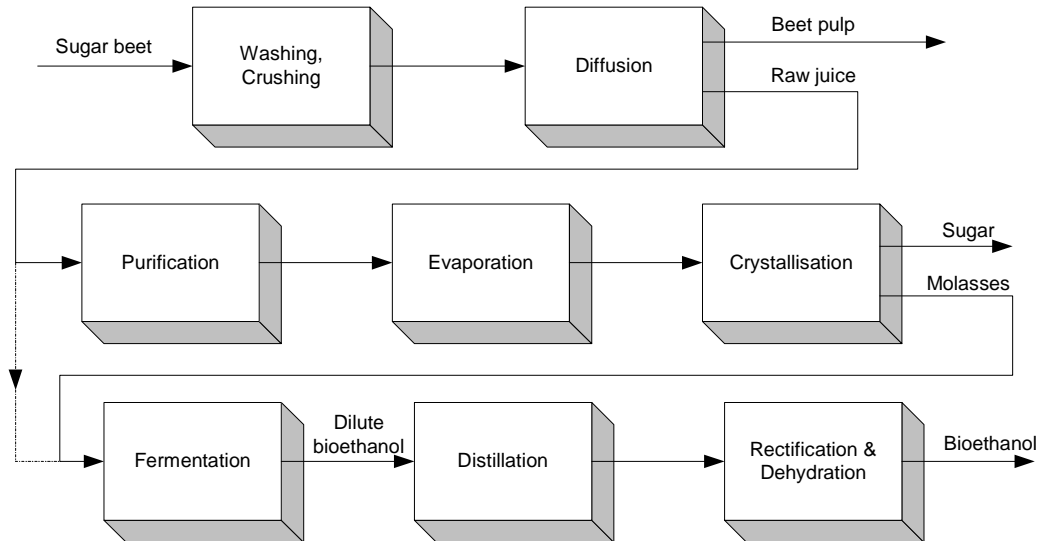 Sugar beet
Washing,
Crushing
Diffusion
Beet pulp
Raw juice
Purification
Evaporation
Crystallisation
Sugar
Molasses
Fermentation
Dilute
bioethanol
Distillation
Rectification &
Dehydration
Bioethanol